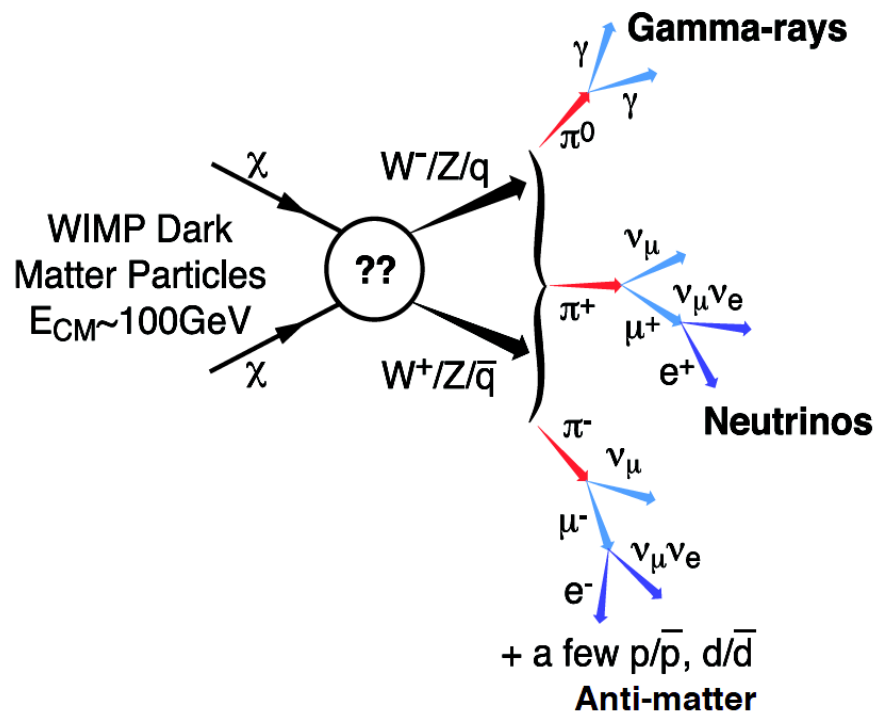 Gamma-rays
γ
γ
π⁰
χ
W⁻/Z/q
WIMP Dark
Matter Particles
E_CM~100GeV
??
ν_μ
π⁺
ν_μν_e
μ⁺
e⁺
χ
W⁺/Z/q̅
Neutrinos
π⁻
ν_μ
μ⁻
ν_μν_e
e⁻
+ a few p/p̅, d/d̅
Anti-matter